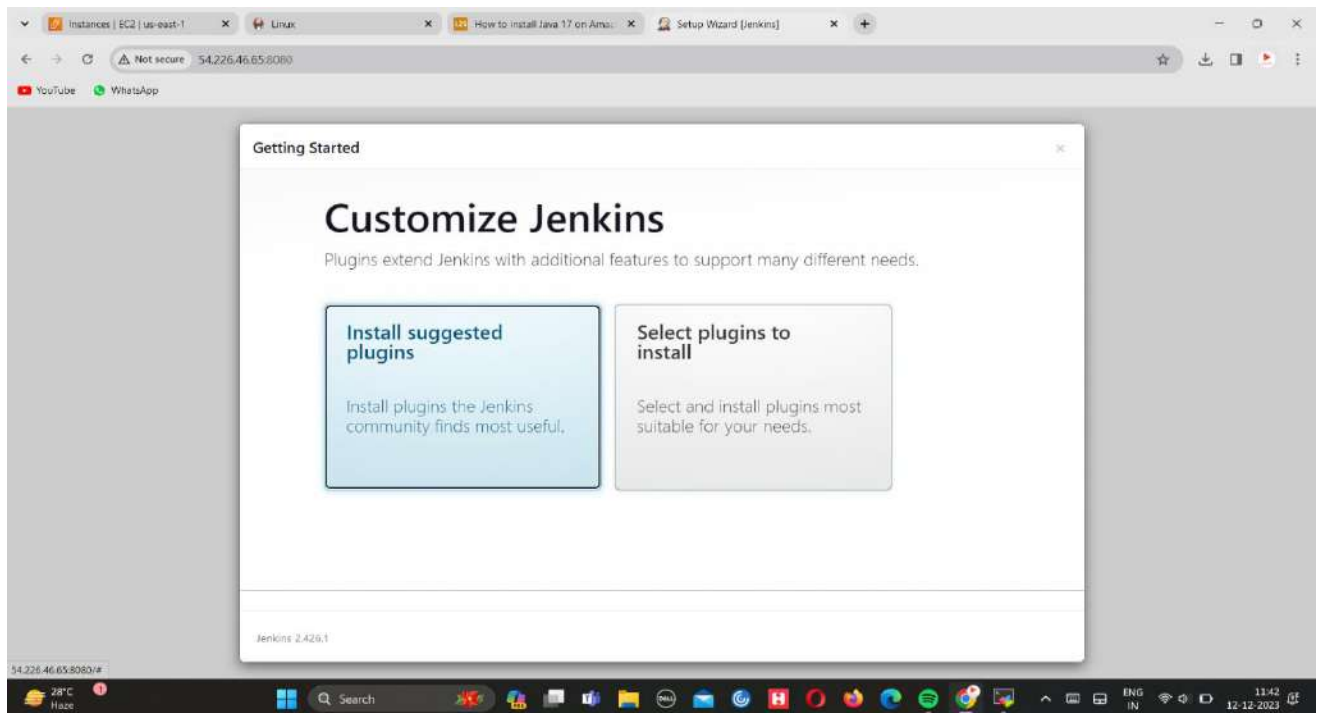 Instances | EC2 | us-east-1
Linux
How to install Java 17 on Ama
Setup Wizard [Jenkins]
Not secure 54.226.46.65:8080
YouTube WhatsApp
Getting Started
Customize Jenkins
Plugins extend Jenkins with additional features to support many different needs.
Install suggested
plugins
Install plugins the Jenkins
community finds most useful.
Select plugins to
install
Select and install plugins most
suitable for your needs.
Jenkins 2.426.1
54.226.46.65:8080/#
28°C
Haze
1
Search
ENG
IN
11:42
12-12-2023